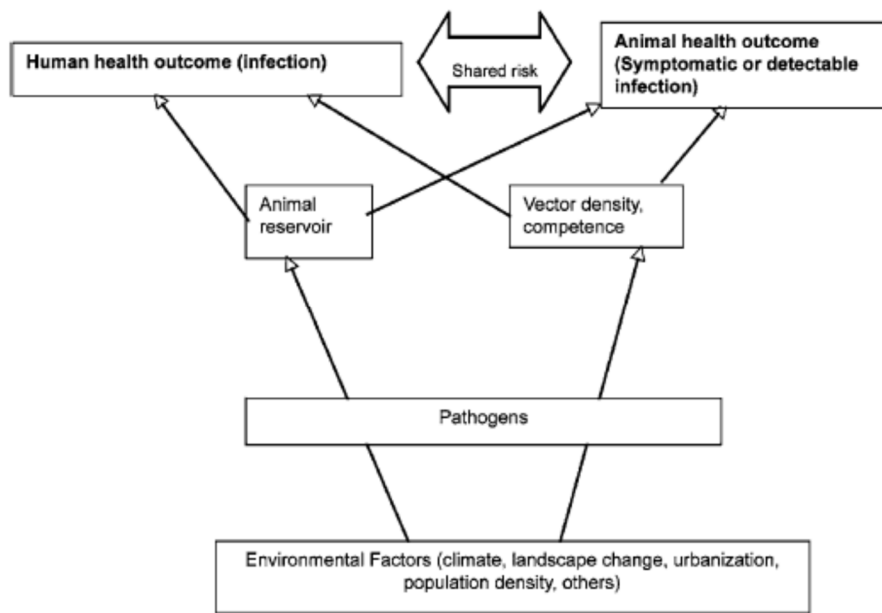 Human health outcome (infection)
Shared risk
Animal health outcome
(Symptomatic or detectable
infection)
Animal
reservoir
Vector density,
competence
Pathogens
Environmental Factors (climate, landscape change, urbanization,
population density, others)